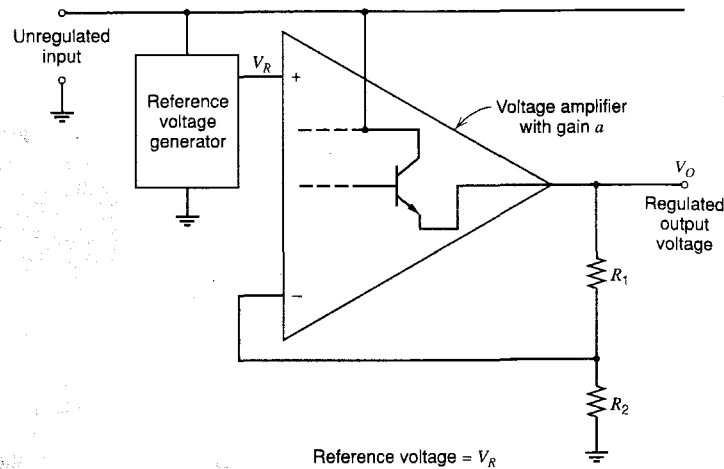 Unregulated
input
Reference
voltage
generator
V_R
+
−
Voltage amplifier
with gain a
V_O
Regulated
output
voltage
R_1
R_2
Reference voltage = V_R